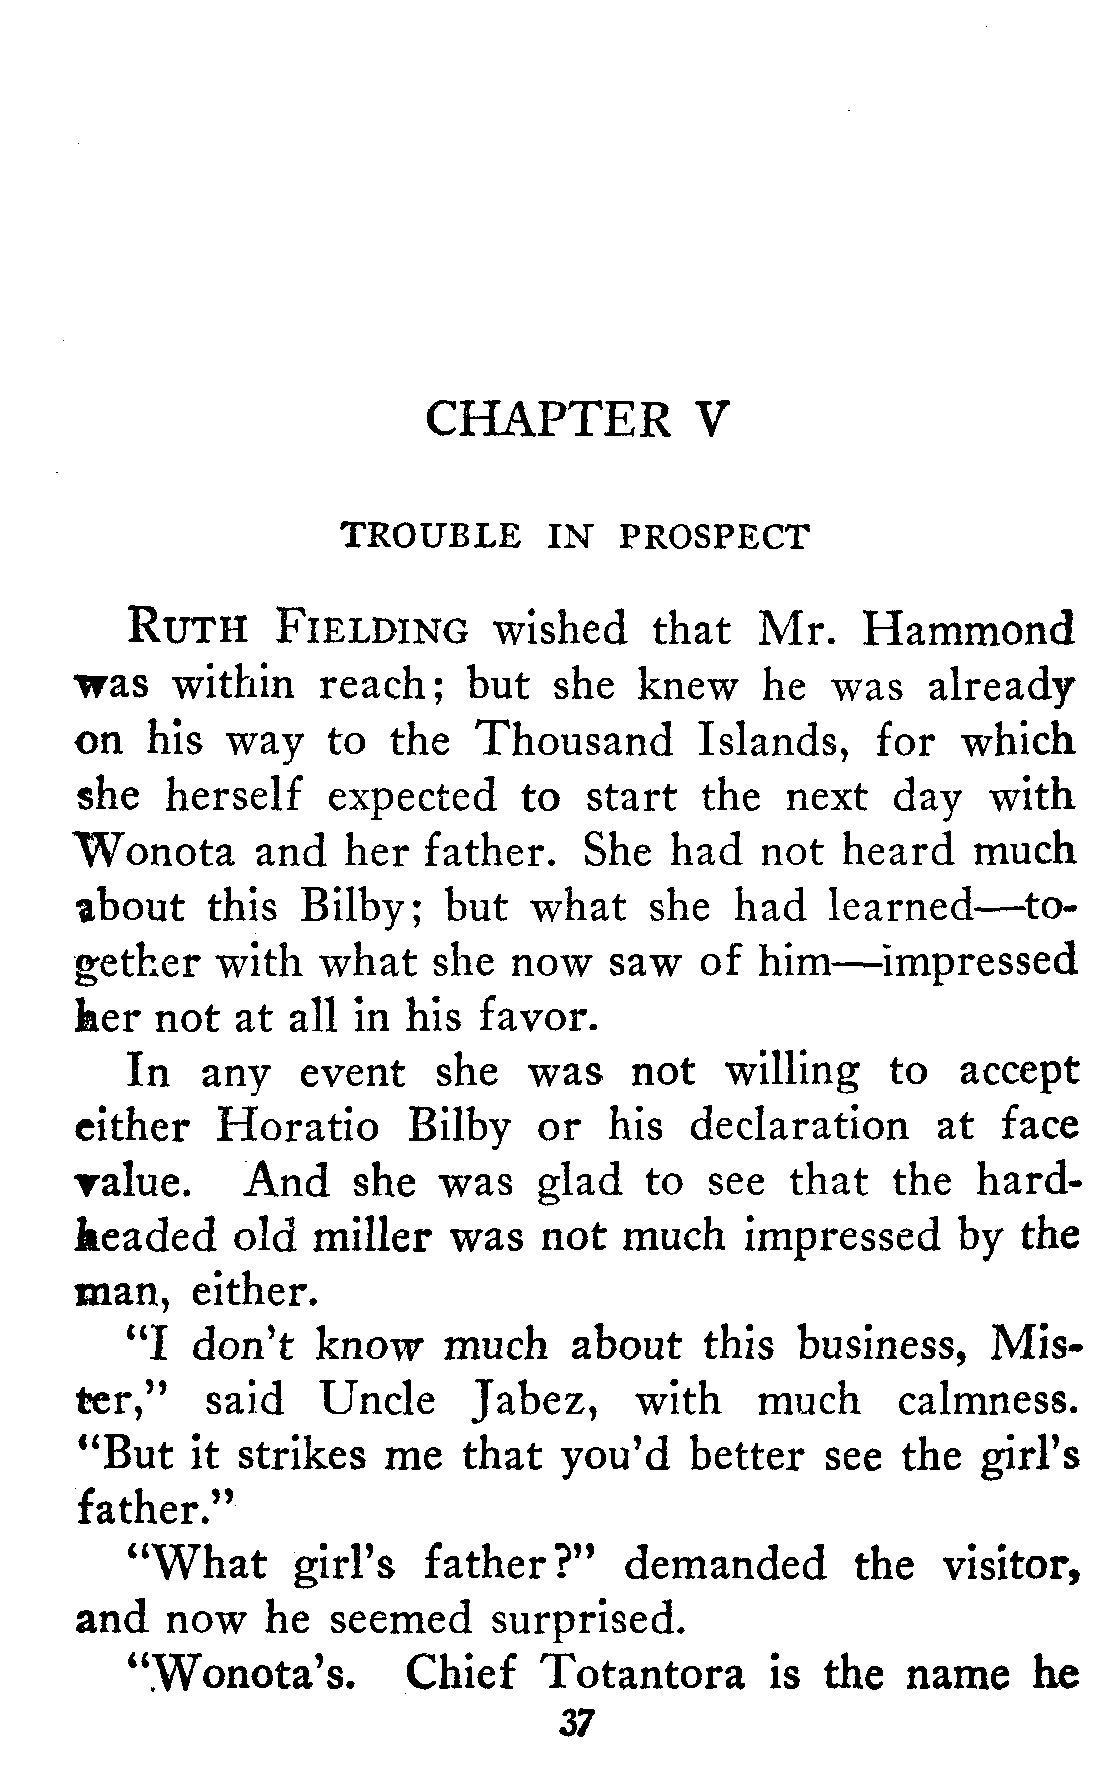 CHAPTER V
TROUBLE IN PROSPECT
RUTH FIELDING wished that Mr. Hammond
was within reach; but she knew he was already
on his way to the Thousand Islands, for which
she herself expected to start the next day with
Wonota and her father. She had not heard much
about this Bilby; but what she had learned—to-
gether with what she now saw of him—impressed
her not at all in his favor.
In any event she was not willing to accept
either Horatio Bilby or his declaration at face
value. And she was glad to see that the hard-
headed old miller was not much impressed by the
man, either.
“I don’t know much about this business, Mis-
ter,” said Uncle Jabez, with much calmness.
“But it strikes me that you’d better see the girl’s
father.”
“What girl’s father?” demanded the visitor,
and now he seemed surprised.
“Wonota’s. Chief Totantora is the name he
37